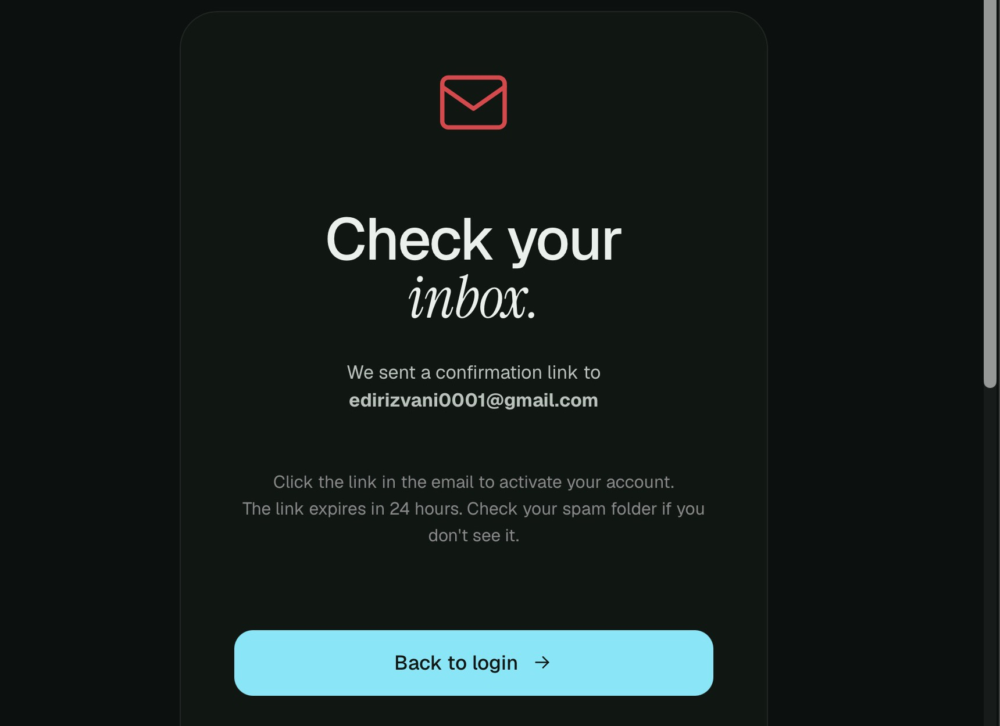 Check your
inbox.
We sent a confirmation link to
edirizvani0001@gmail.com
Click the link in the email to activate your account.
The link expires in 24 hours. Check your spam folder if you
don't see it.
Back to login →